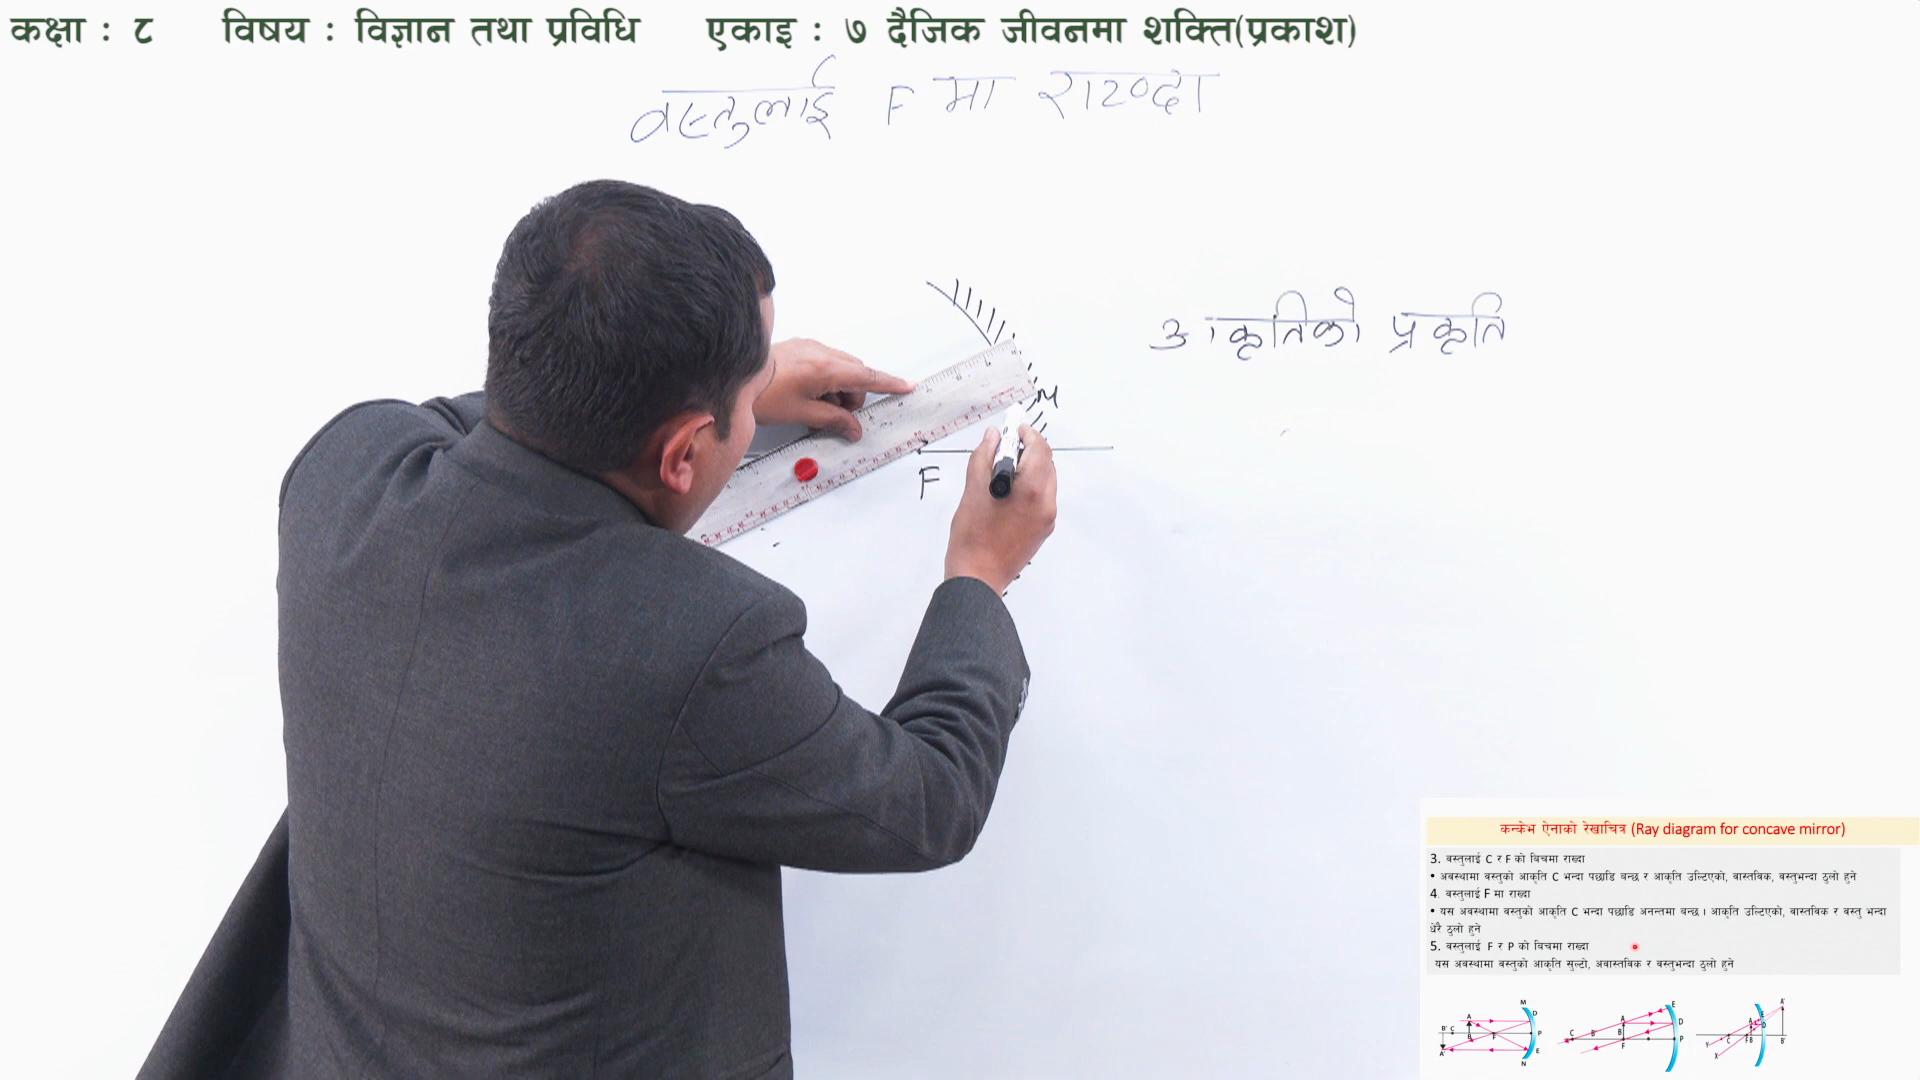 कक्षा : ८ विषय : विज्ञान तथा प्रविधि एकाइ : ७ दैजिक जीवनमा शक्ति(प्रकाश)
वस्तुलाई F मा राख्दा
आकृतिको प्रकृति
M
F
कन्केभ ऐनाको रेखाचित्र (Ray diagram for concave mirror)
3. वस्तुलाई C र F को बिचमा राख्दा
• अवस्थामा वस्तुको आकृति C भन्दा पछाडि बन्छ र आकृति उल्टिएको, वास्तविक, वस्तुभन्दा ठुलो हुने
4. वस्तुलाई F मा राख्दा
• यस अवस्थामा वस्तुको आकृति C भन्दा पछाडि अनन्तमा बन्छ । आकृति उल्टिएको, वास्तविक र वस्तु भन्दा
धेरै ठुलो हुने
5. वस्तुलाई F र P को बिचमा राख्दा
यस अवस्थामा वस्तुको आकृति सुल्टो, अवास्तविक र वस्तुभन्दा ठुलो हुने
M
A D
B' C P
A' E
N
E
A D
C B P
F
A'
E
A D
C F B B'
Y
X